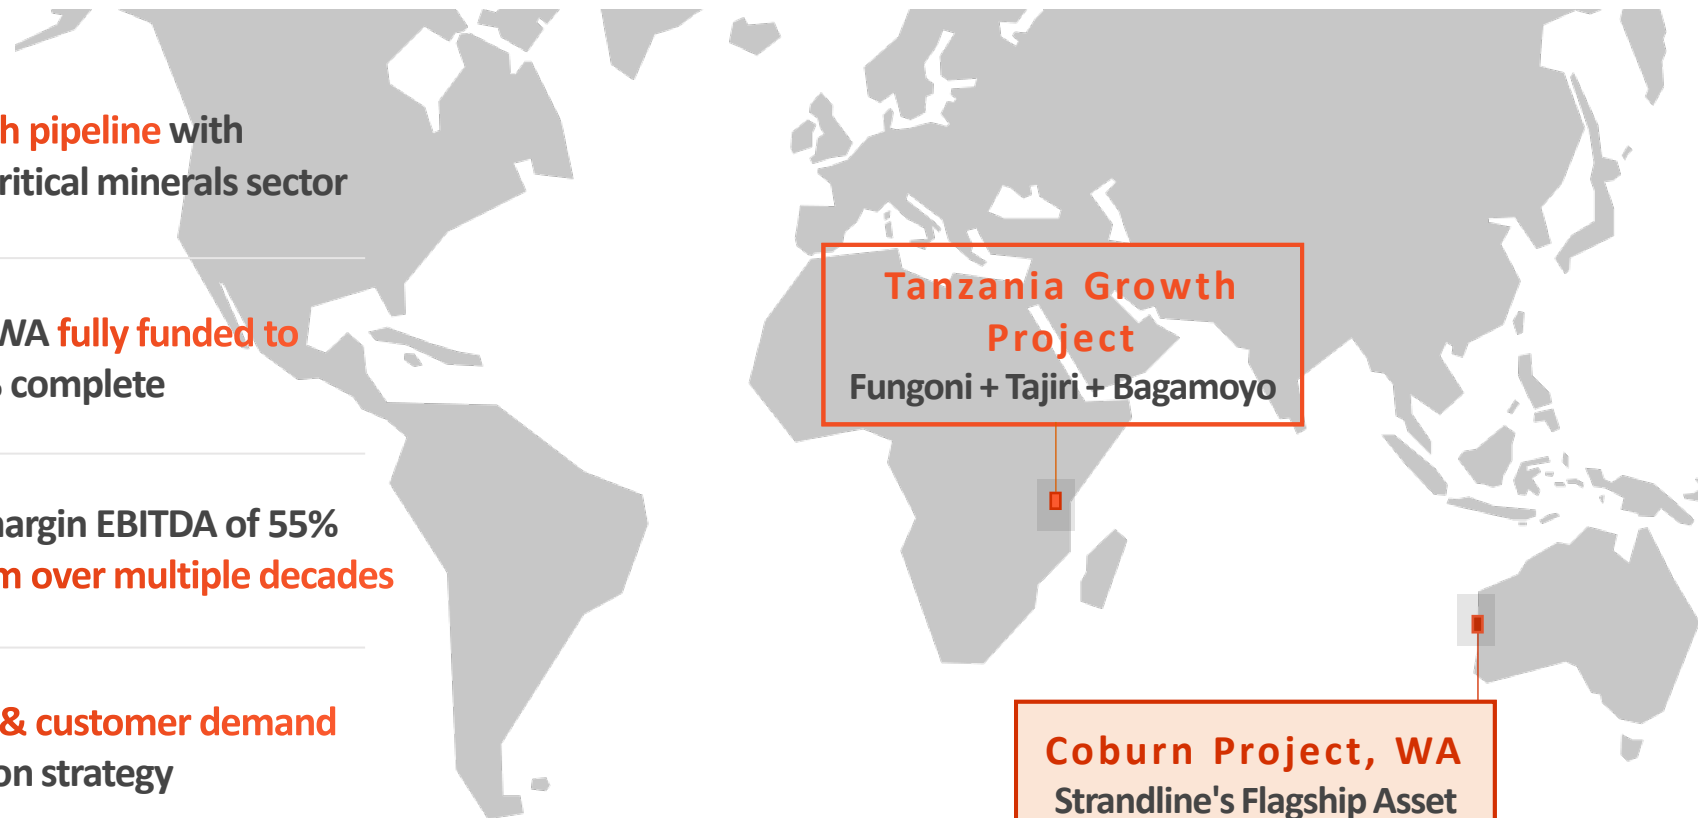 h pipeline with
ritical minerals sector
WA fully funded to
complete
margin EBITDA of 55%
m over multiple decades
& customer demand
on strategy
Tanzania Growth
Project
Fungoni + Tajiri + Bagamoyo
Coburn Project, WA
Strandline's Flagship Asset